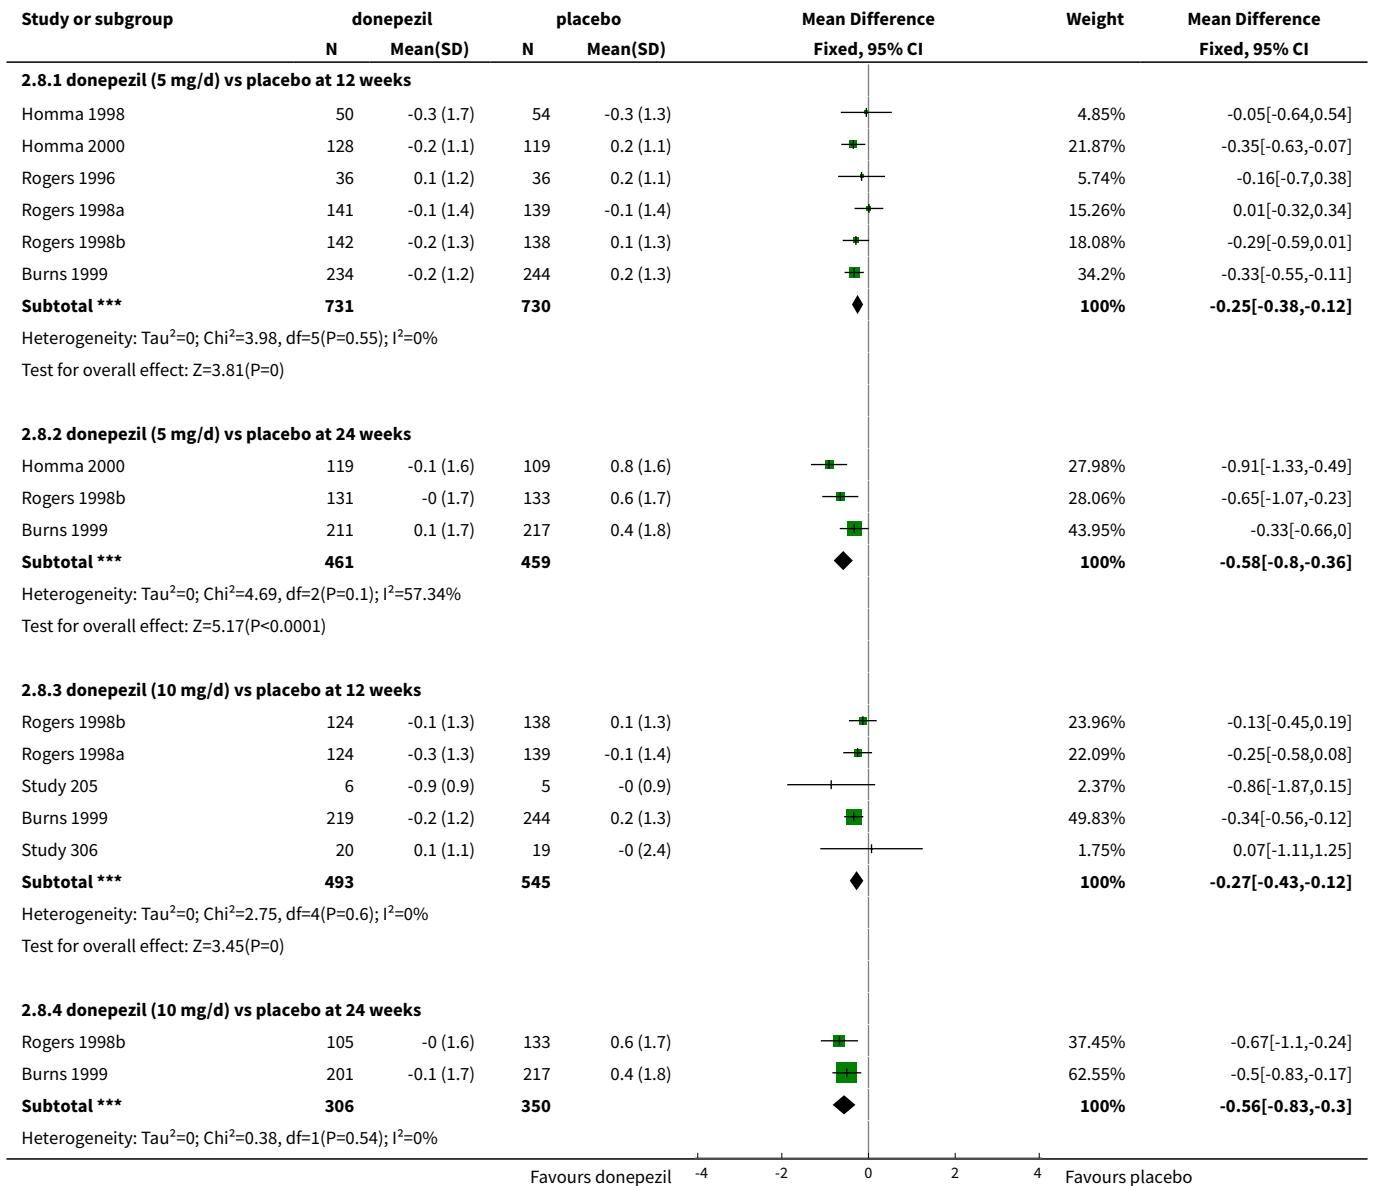 Study or subgroup donepezil placebo Mean Difference Weight Mean Difference
N Mean(SD) N Mean(SD) Fixed, 95% CI Fixed, 95% CI
2.8.1 donepezil (5 mg/d) vs placebo at 12 weeks
Homma 1998 50 -0.3 (1.7) 54 -0.3 (1.3) 4.85% -0.05[-0.64,0.54]
Homma 2000 128 -0.2 (1.1) 119 0.2 (1.1) 21.87% -0.35[-0.63,-0.07]
Rogers 1996 36 0.1 (1.2) 36 0.2 (1.1) 5.74% -0.16[-0.7,0.38]
Rogers 1998a 141 -0.1 (1.4) 139 -0.1 (1.4) 15.26% 0.01[-0.32,0.34]
Rogers 1998b 142 -0.2 (1.3) 138 0.1 (1.3) 18.08% -0.29[-0.59,0.01]
Burns 1999 234 -0.2 (1.2) 244 0.2 (1.3) 34.2% -0.33[-0.55,-0.11]
Subtotal *** 731 730 100% -0.25[-0.38,-0.12]
Heterogeneity: Tau²=0; Chi²=3.98, df=5(P=0.55); I²=0%
Test for overall effect: Z=3.81(P=0)
2.8.2 donepezil (5 mg/d) vs placebo at 24 weeks
Homma 2000 119 -0.1 (1.6) 109 0.8 (1.6) 27.98% -0.91[-1.33,-0.49]
Rogers 1998b 131 -0 (1.7) 133 0.6 (1.7) 28.06% -0.65[-1.07,-0.23]
Burns 1999 211 0.1 (1.7) 217 0.4 (1.8) 43.95% -0.33[-0.66,0]
Subtotal *** 461 459 100% -0.58[-0.8,-0.36]
Heterogeneity: Tau²=0; Chi²=4.69, df=2(P=0.1); I²=57.34%
Test for overall effect: Z=5.17(P<0.0001)
2.8.3 donepezil (10 mg/d) vs placebo at 12 weeks
Rogers 1998b 124 -0.1 (1.3) 138 0.1 (1.3) 23.96% -0.13[-0.45,0.19]
Rogers 1998a 124 -0.3 (1.3) 139 -0.1 (1.4) 22.09% -0.25[-0.58,0.08]
Study 205 6 -0.9 (0.9) 5 -0 (0.9) 2.37% -0.86[-1.87,0.15]
Burns 1999 219 -0.2 (1.2) 244 0.2 (1.3) 49.83% -0.34[-0.56,-0.12]
Study 306 20 0.1 (1.1) 19 -0 (2.4) 1.75% 0.07[-1.11,1.25]
Subtotal *** 493 545 100% -0.27[-0.43,-0.12]
Heterogeneity: Tau²=0; Chi²=2.75, df=4(P=0.6); I²=0%
Test for overall effect: Z=3.45(P=0)
2.8.4 donepezil (10 mg/d) vs placebo at 24 weeks
Rogers 1998b 105 -0 (1.6) 133 0.6 (1.7) 37.45% -0.67[-1.1,-0.24]
Burns 1999 201 -0.1 (1.7) 217 0.4 (1.8) 62.55% -0.5[-0.83,-0.17]
Subtotal *** 306 350 100% -0.56[-0.83,-0.3]
Heterogeneity: Tau²=0; Chi²=0.38, df=1(P=0.54); I²=0%
Favours donepezil -4 -2 0 2 4 Favours placebo